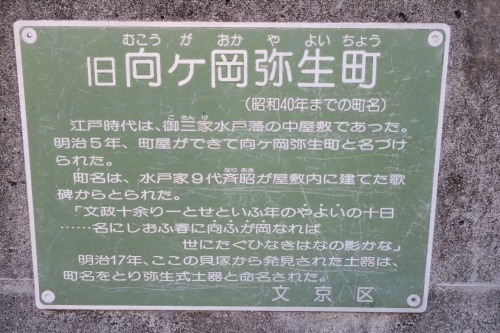 むこう が おか や よい ちょう
旧向ケ岡弥生町
(昭和40年までの町名)
江戸時代は、御三家水戸藩の中屋敷であった。
明治5年、町屋ができて向ケ岡弥生町と名づけ
られた。
町名は、水戸家9代斉昭が屋敷内に建てた歌
碑からとられた。
「文政十余りーとせといふ年のやよいの十日
……名にしおふ春に向ふが岡なれば
世にたぐひなきはなの影かな」
明治17年、ここの貝塚から発見された土器は、
町名をとり弥生式土器と命名された。
文京区